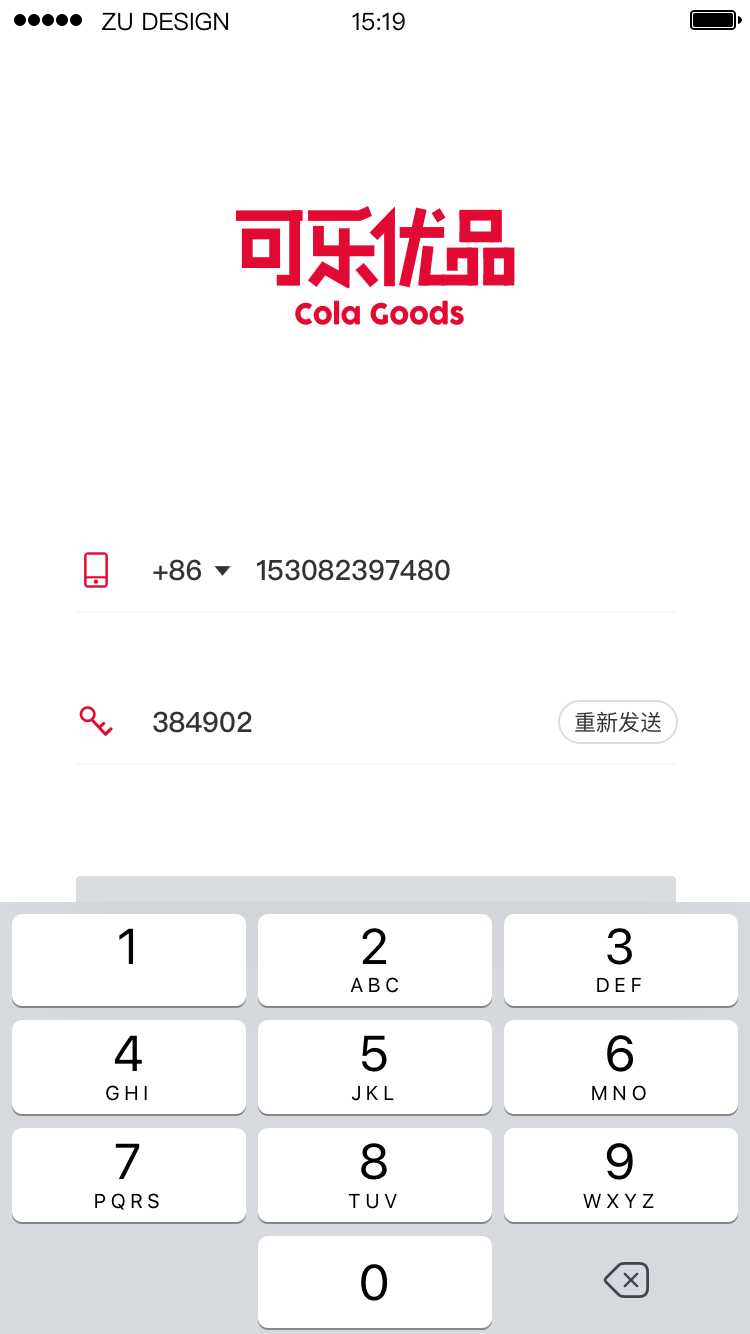 ZU DESIGN 15:19
可乐优品
Cola Goods
+86 153082397480
384902 重新发送
1 2 3
ABC DEF
4 5 6
GHI JKL MNO
7 8 9
PQRS TUV WXYZ
0